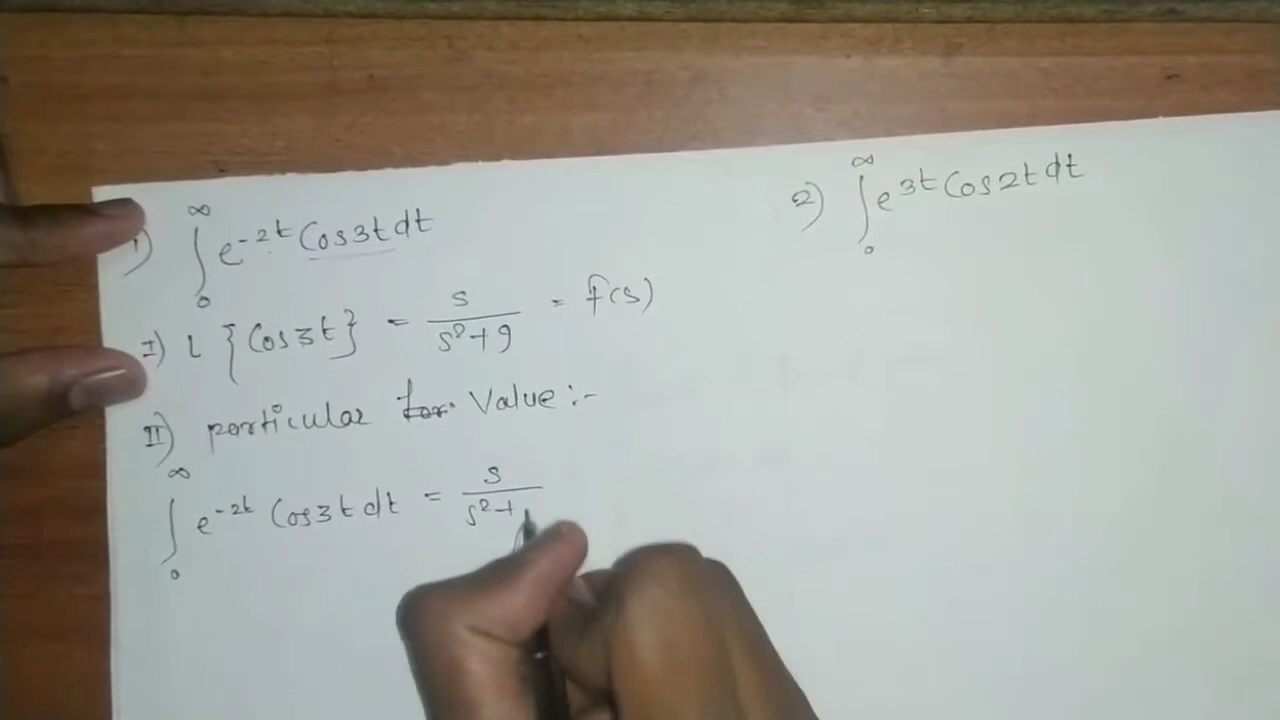 1) ∫₀^∞ e^-2t Cos3t dt
I) L {Cos3t} = s/(s²+9) = f(s)
II) particular for Value :-
∫₀^∞ e^-2t Cos3t dt = s/(s²+
2) ∫₀^∞ e^3t Cos2t dt